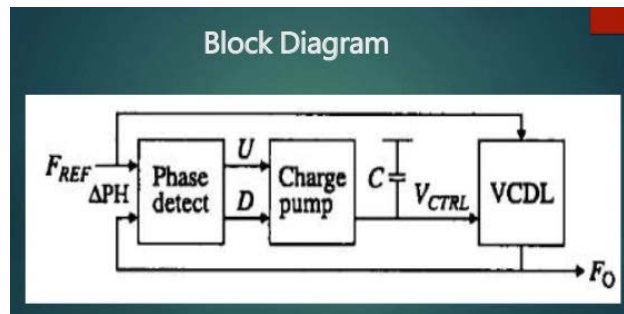 Block Diagram
F_REF
ΔPH
Phase detect
U
D
Charge pump
C
V_CTRL
VCDL
F_O